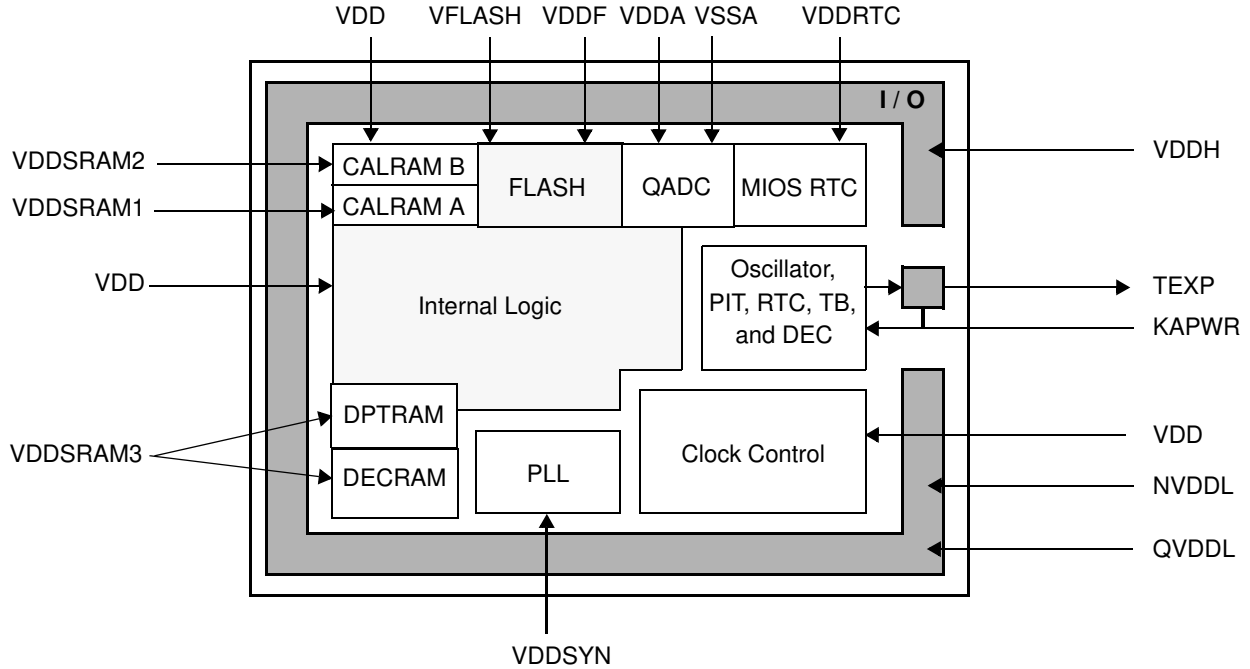 VDD
VFLASH
VDDF
VDDA
VSSA
VDDRTC
I / O
VDDSRAM2
CALRAM B
FLASH
QADC
MIOS RTC
VDDH
VDDSRAM1
CALRAM A
VDD
Internal Logic
Oscillator,
PIT, RTC, TB,
and DEC
TEXP
KAPWR
VDDSRAM3
DPTRAM
DECRAM
PLL
Clock Control
VDD
NVDDL
QVDDL
VDDSYN